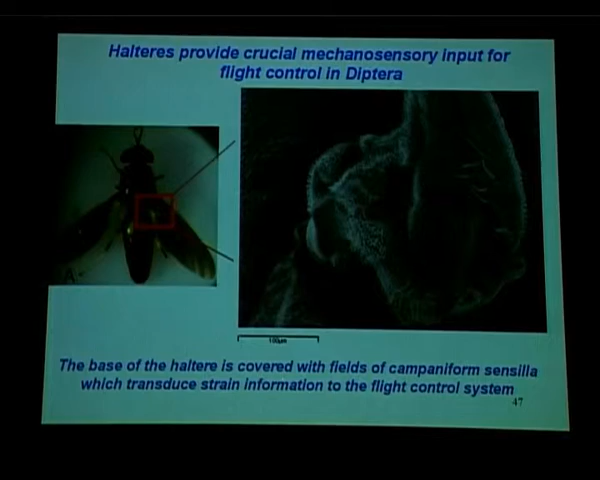 Halteres provide crucial mechanosensory input for
flight control in Diptera
100µm
The base of the haltere is covered with fields of campaniform sensilla
which transduce strain information to the flight control system
47